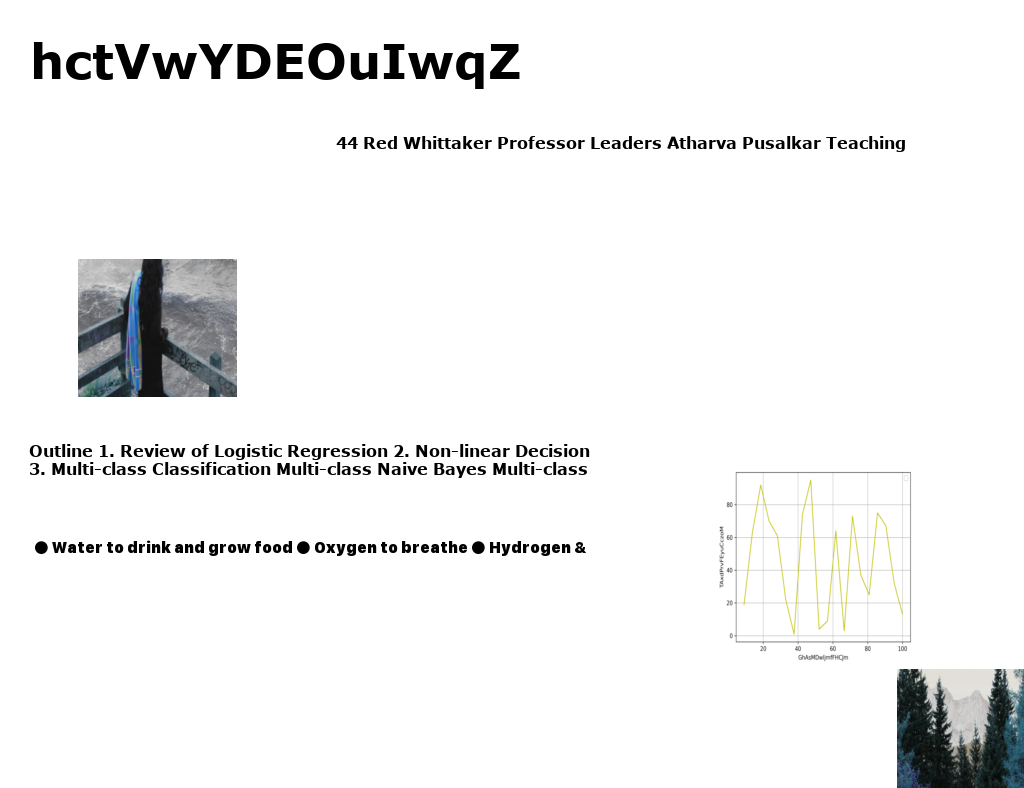 hctVwYDEOuIwqZ
44 Red Whittaker Professor Leaders Atharva Pusalkar Teaching
Outline 1. Review of Logistic Regression 2. Non-linear Decision
3. Multi-class Classification Multi-class Naive Bayes Multi-class
● Water to drink and grow food ● Oxygen to breathe ● Hydrogen &
80
60
40
20
0
20 40 60 80 100